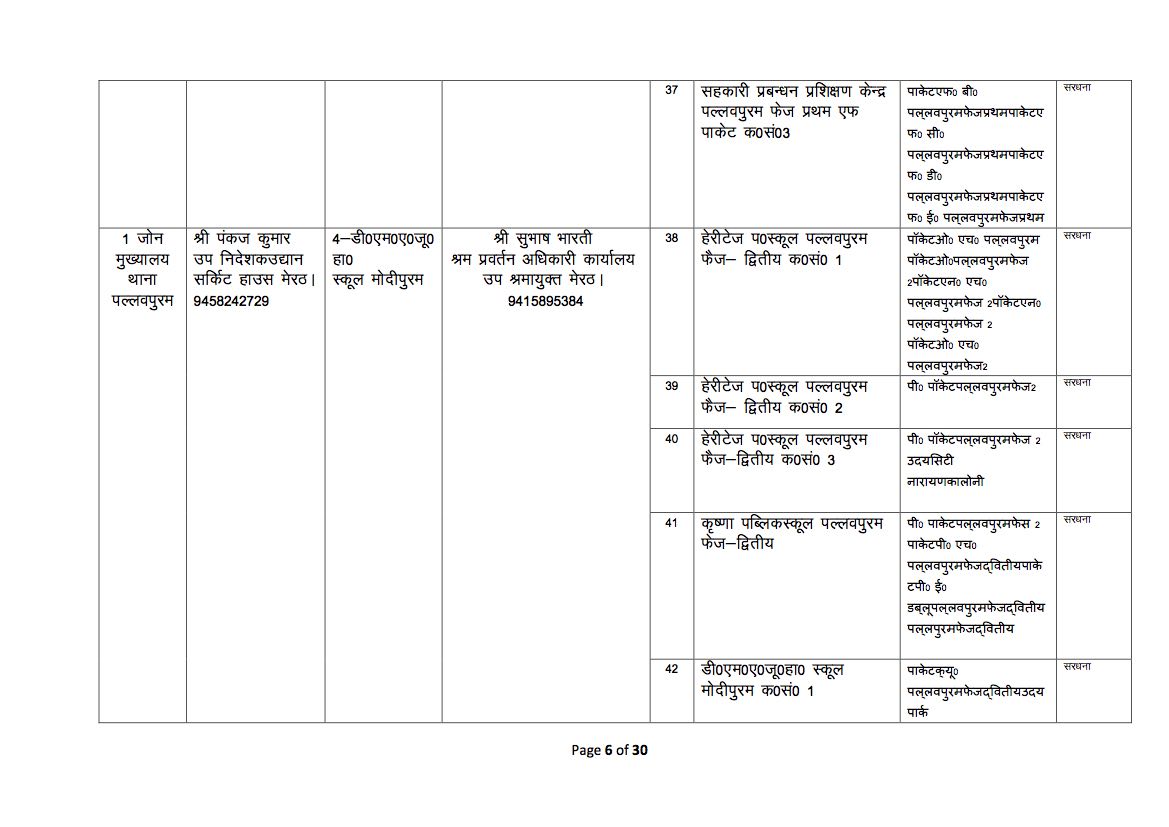 37
सहकारी प्रबन्धन प्रशिक्षण केन्द्र
पल्लवपुरम फेज प्रथम एफ
पाकेट क0सं03
पाकेटएफ0 बी0
पल्लवपुरमफेजप्रथमपाकेटए
फ0 सी0
पल्लवपुरमफेजप्रथमपाकेटए
फ0 डी0
पल्लवपुरमफेजप्रथमपाकेटए
फ0 ई0 पल्लवपुरमफेजप्रथम
सरधना
1 जोन
मुख्यालय
थाना
पल्लवपुरम
श्री पंकज कुमार
उप निदेशकउद्यान
सर्किट हाउस मेरठ।
9458242729
4–डी0एम0ए0जू0
हा0
स्कूल मोदीपुरम
श्री सुभाष भारती
श्रम प्रवर्तन अधिकारी कार्यालय
उप श्रमायुक्त मेरठ।
9415895384
38
हेरीटेज प0स्कूल पल्लवपुरम
फैज– द्वितीय क0सं0 1
पॉकेटओ0 एच0 पल्लवपुरम
पॉकेटओ0पल्लवपुरमफेज
2पॉकेटएन0 एच0
पल्लवपुरमफेज 2पॉकेटएन0
पल्लवपुरमफेज 2
पॉकेटओ0 एच0
पल्लवपुरमफेज2
सरधना
39
हेरीटेज प0स्कूल पल्लवपुरम
फैज– द्वितीय क0सं0 2
पी0 पॉकेटपल्लवपुरमफेज2
सरधना
40
हेरीटेज प0स्कूल पल्लवपुरम
फैज–द्वितीय क0सं0 3
पी0 पॉकेटपल्लवपुरमफेज 2
उदयसिटी
नारायणकालोनी
सरधना
41
कृष्णा पब्लिकस्कूल पल्लवपुरम
फेज–द्वितीय
पी0 पाकेटपल्लवपुरमफेस 2
पाकेटपी0 एच0
पल्लवपुरमफेजद्वितीयपाके
टपी0 ई0
डब्लूपल्लवपुरमफेजद्वितीय
पल्लपुरमफेजद्वितीय
सरधना
42
डी0एम0ए0जू0हा0 स्कूल
मोदीपुरम क0सं0 1
पाकेटक्यू0
पल्लवपुरमफेजद्वितीयउदय
पार्क
सरधना
Page 6 of 30